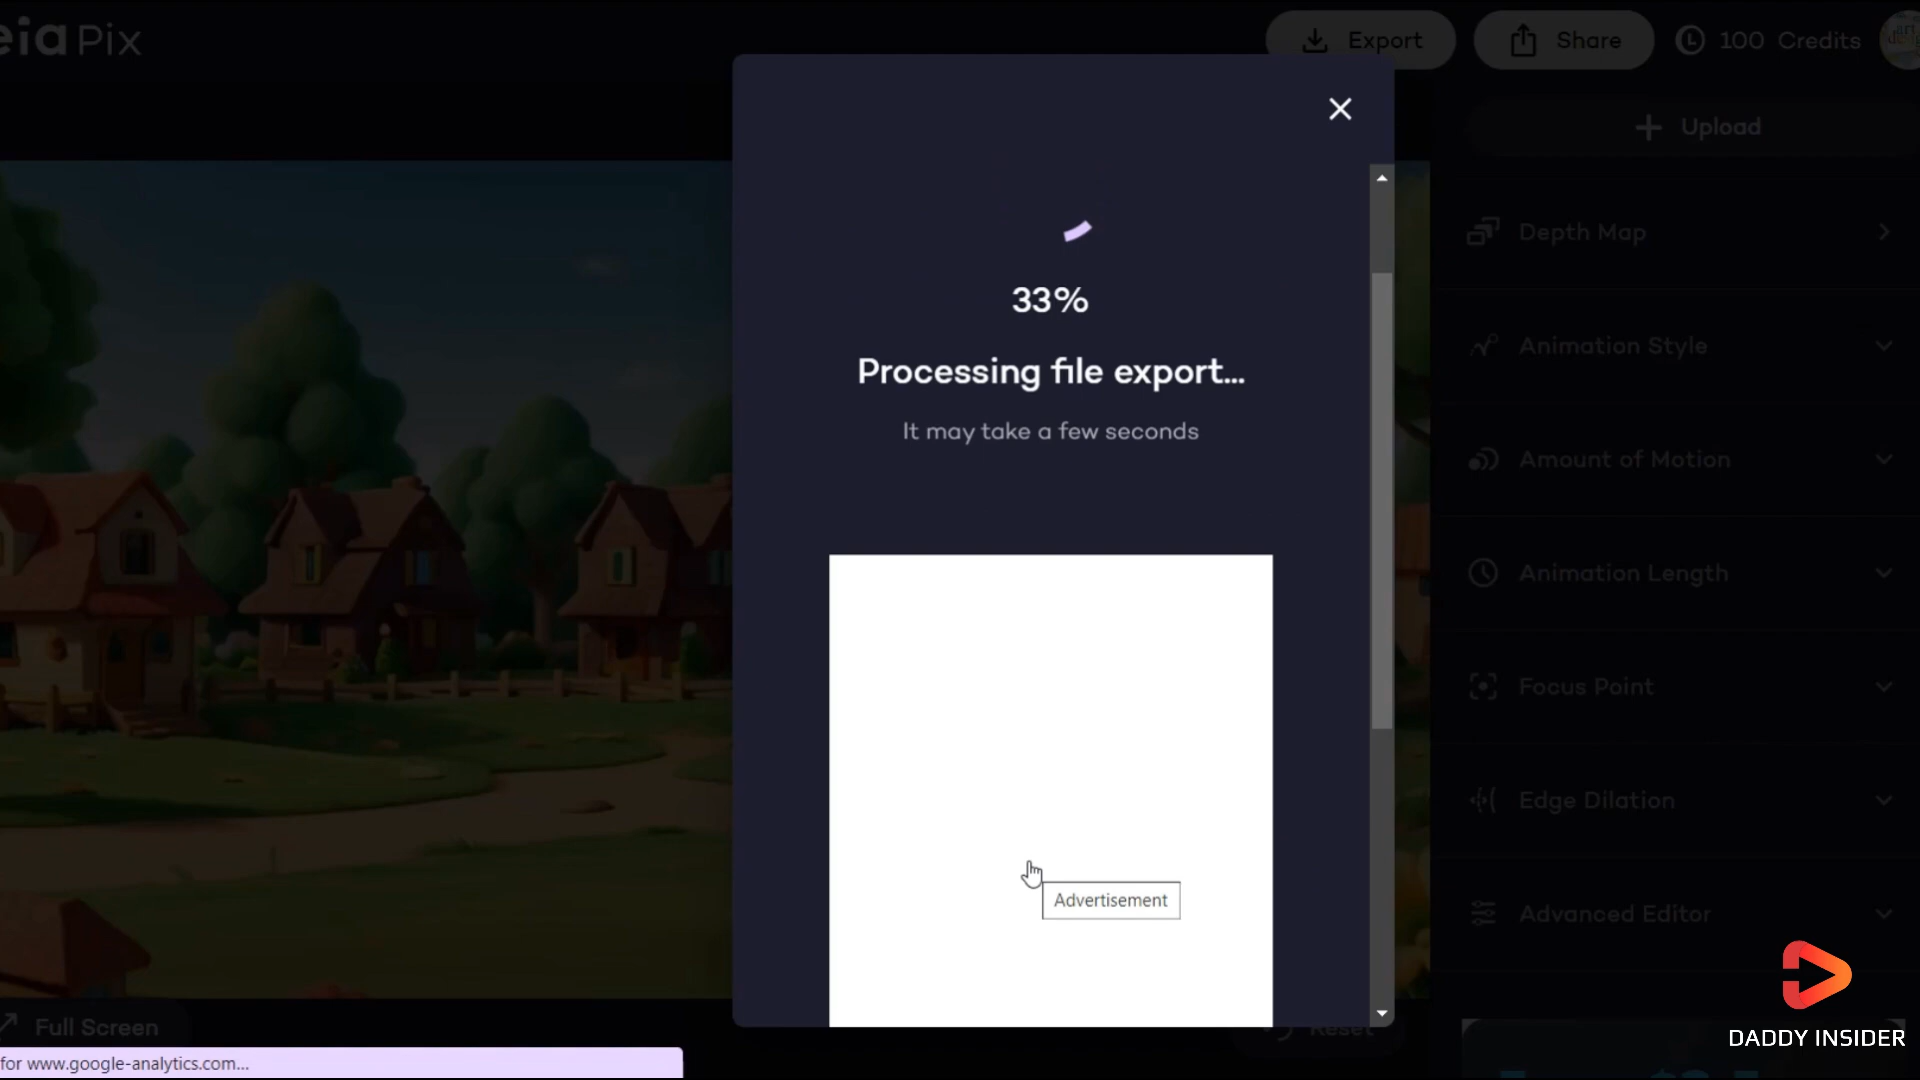 eia Pix
Export
Share
100 Credits
Upload
Depth Map
Animation Style
Amount of Motion
Animation Length
Focus Point
Edge Dilation
Advanced Editor
33%
Processing file export...
It may take a few seconds
Advertisement
Full Screen
Reset
for www.google-analytics.com...
DADDY INSIDER